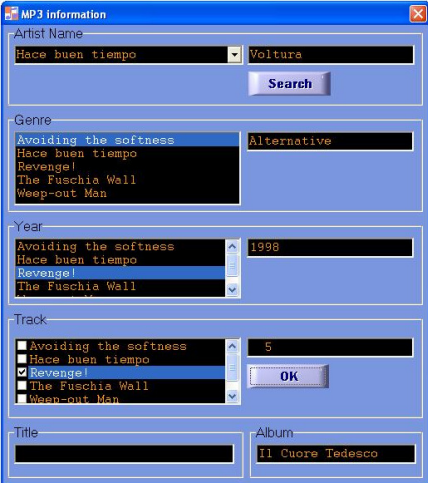 MP3 information
Artist Name
Hace buen tiempo
Voltura
Search
Genre
Avoiding the softness
Hace buen tiempo
Revenge!
The Fuschia Wall
Weep-out Man
Alternative
Year
Avoiding the softness
Hace buen tiempo
Revenge!
The Fuschia Wall
1998
Track
Avoiding the softness
Hace buen tiempo
Revenge!
The Fuschia Wall
Weep-out Man
5
OK
Title
Album
Il Cuore Tedesco